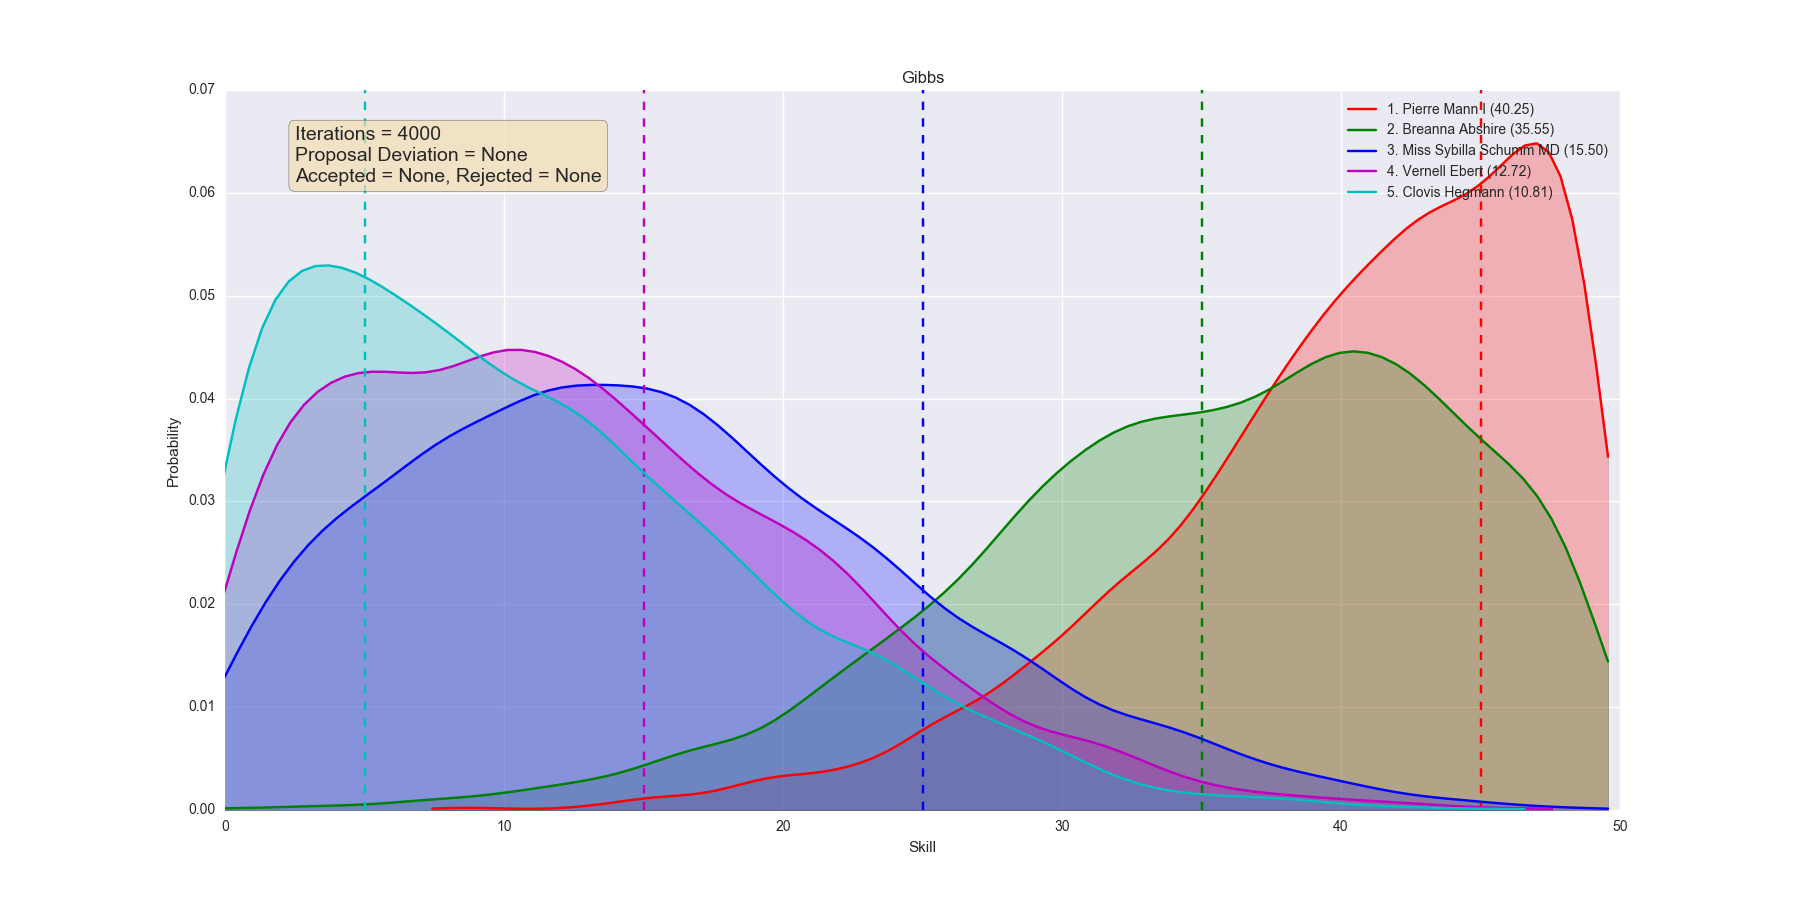 Gibbs
Iterations = 4000
Proposal Deviation = None
Accepted = None, Rejected = None
1. Pierre Mann I (40.25)
2. Breanna Abshire (35.55)
3. Miss Sybilla Schumm MD (15.50)
4. Vernell Ebert (12.72)
5. Clovis Hegmann (10.81)
Probability
0.07
0.06
0.05
0.04
0.03
0.02
0.01
0.00
0 10 20 30 40 50
Skill